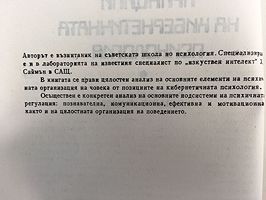 Авторът е възпитаник на съветската школа по психология. Специализира
е и в лабораторията на известния специалист по „изкуствен интелект"
Саймън в САЩ.
В книгата се прави цялостен анализ на основните елементи на психич
ната организация на човека от позициите на кибернетичната психология.
Осъществен е конкретен анализ на основните подсистеми на психичната
регулация: познавателна, комуникационна, ефективна и мотивационна
както и на цялостната организация на поведението.